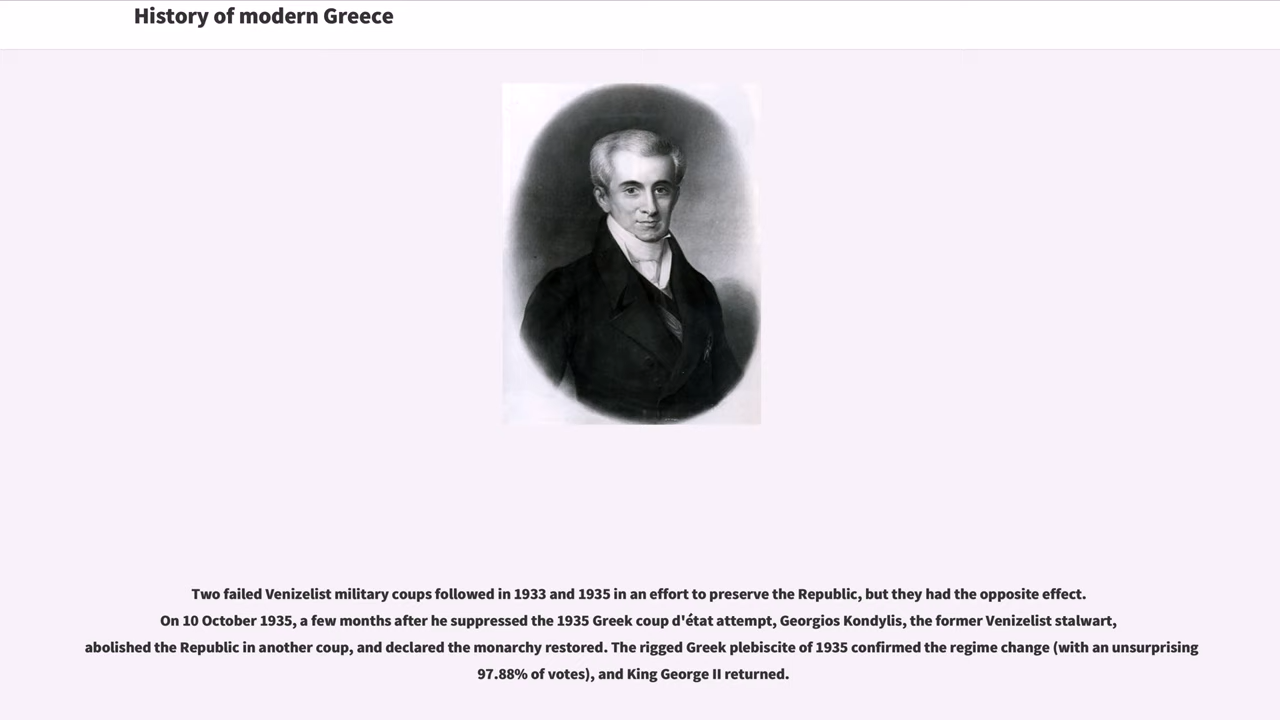 History of modern Greece
Two failed Venizelist military coups followed in 1933 and 1935 in an effort to preserve the Republic, but they had the opposite effect.
On 10 October 1935, a few months after he suppressed the 1935 Greek coup d'état attempt, Georgios Kondylis, the former Venizelist stalwart,
abolished the Republic in another coup, and declared the monarchy restored. The rigged Greek plebiscite of 1935 confirmed the regime change (with an unsurprising
97.88% of votes), and King George II returned.